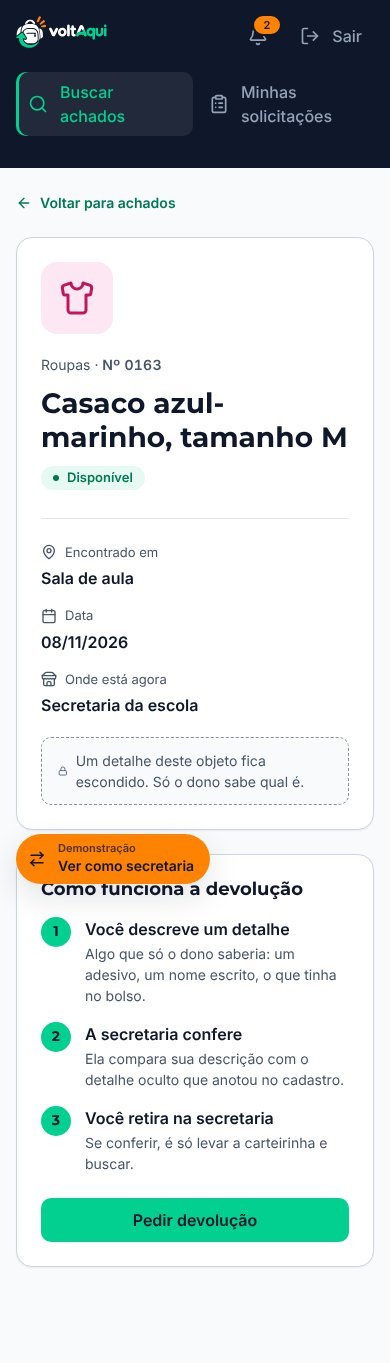 voltAqui
2
Sair
Buscar
achados
Minhas
solicitações
Voltar para achados
Roupas · Nº 0163
Casaco azul-
marinho, tamanho M
Disponível
Encontrado em
Sala de aula
Data
08/11/2026
Onde está agora
Secretaria da escola
Um detalhe deste objeto fica
escondido. Só o dono sabe qual é.
Demonstração
Ver como secretaria
Como funciona a devolução
1
Você descreve um detalhe
Algo que só o dono saberia: um
adesivo, um nome escrito, o que tinha
no bolso.
2
A secretaria confere
Ela compara sua descrição com o
detalhe oculto que anotou no cadastro.
3
Você retira na secretaria
Se conferir, é só levar a carteirinha e
buscar.
Pedir devolução